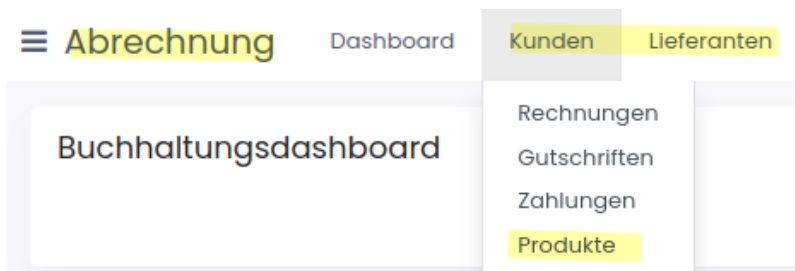 Abrechnung Dashboard Kunden Lieferanten
Rechnungen
Buchhaltungsdashboard
Gutschriften
Zahlungen
Produkte